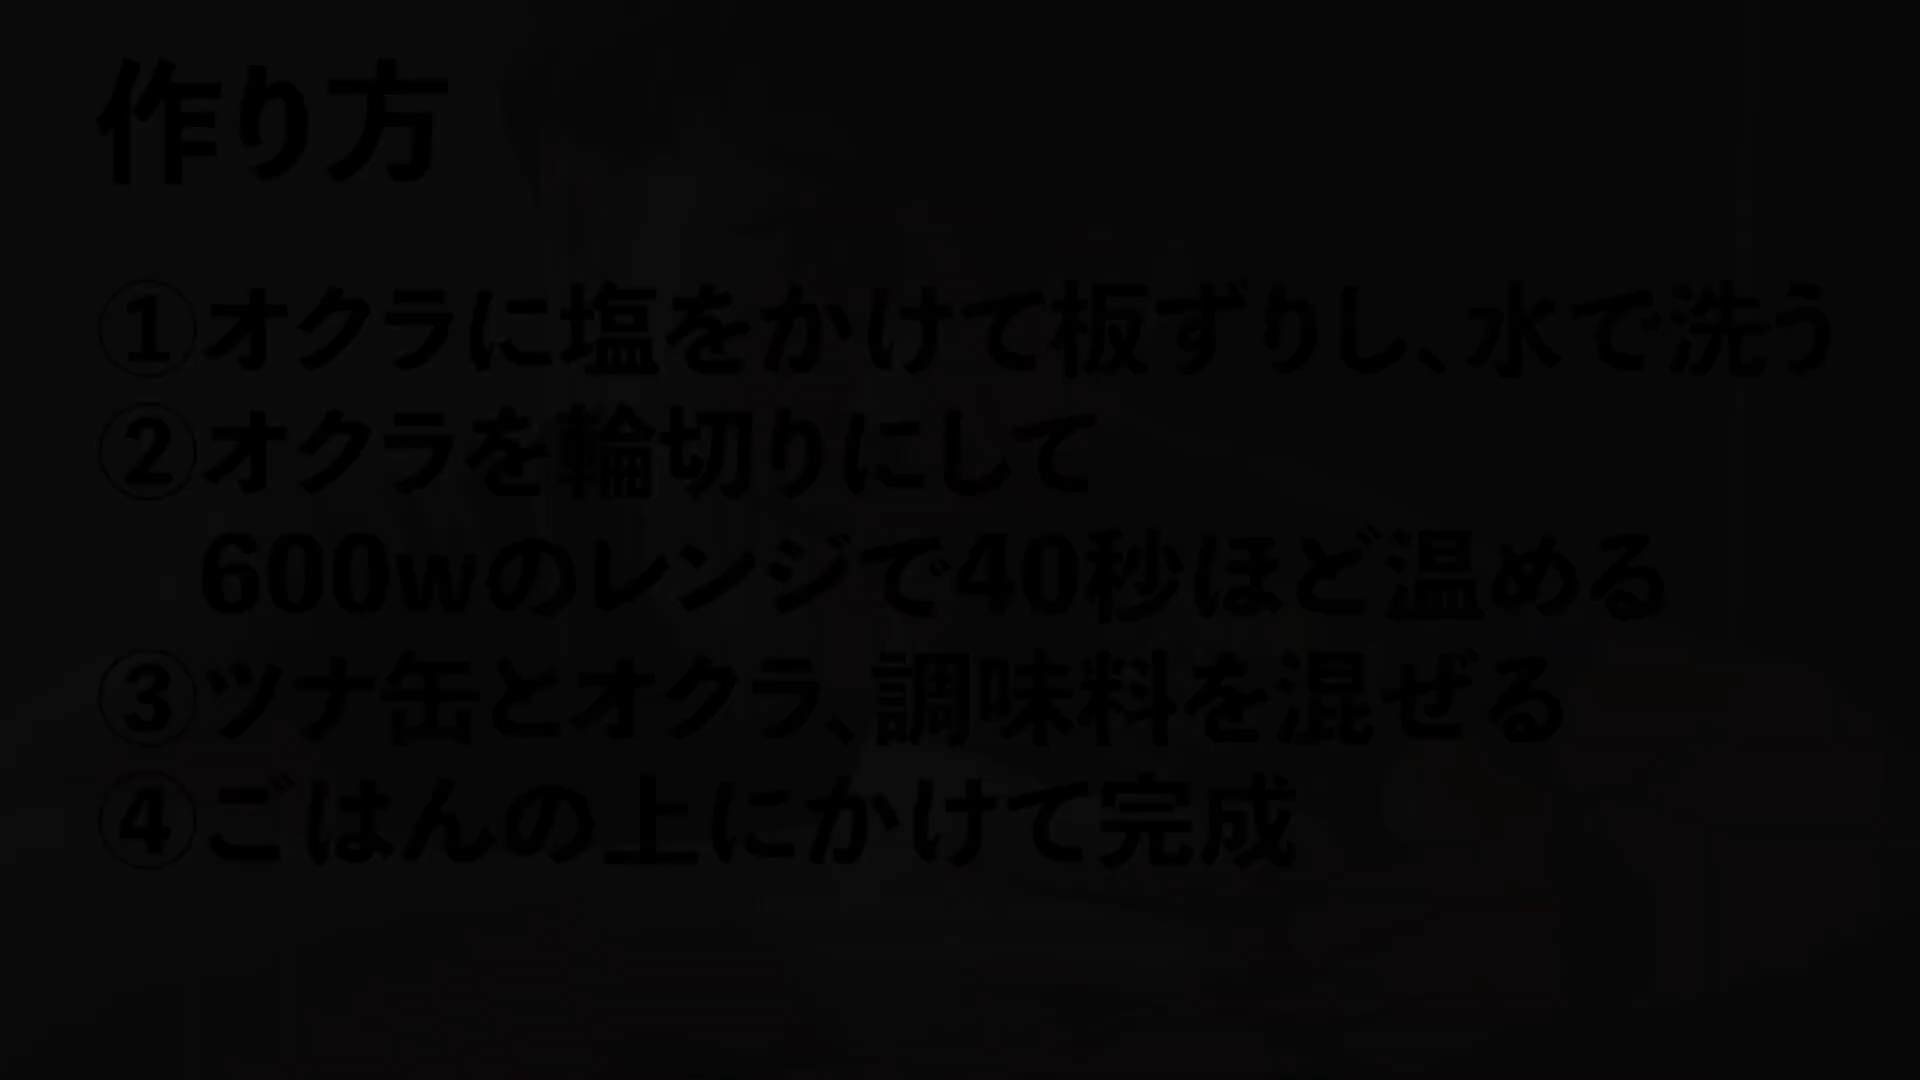 作り方
①オクラに塩をかけて板ずりし、水で洗う
②オクラを輪切りにして
600wのレンジで40秒ほど温める
③ツナ缶とオクラ、調味料を混ぜる
④ごはんの上にかけて完成